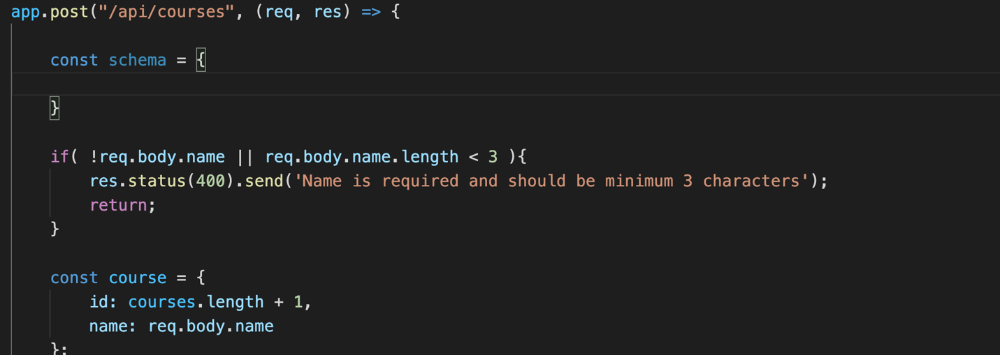 app.post("/api/courses", (req, res) => {
const schema = {
}
if( !req.body.name || req.body.name.length < 3 ){
res.status(400).send('Name is required and should be minimum 3 characters');
return;
}
const course = {
id: courses.length + 1,
name: req.body.name
};